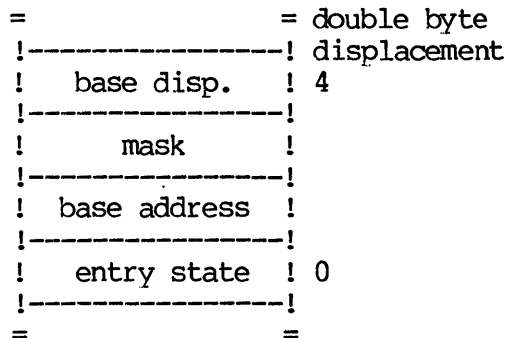 =                 = double byte
!-----------------! displacement
!   base disp.    ! 4
!-----------------!
!      mask       !
!-----------------!
!  base address   !
!-----------------!
!   entry state   ! 0
!-----------------!
=                 =